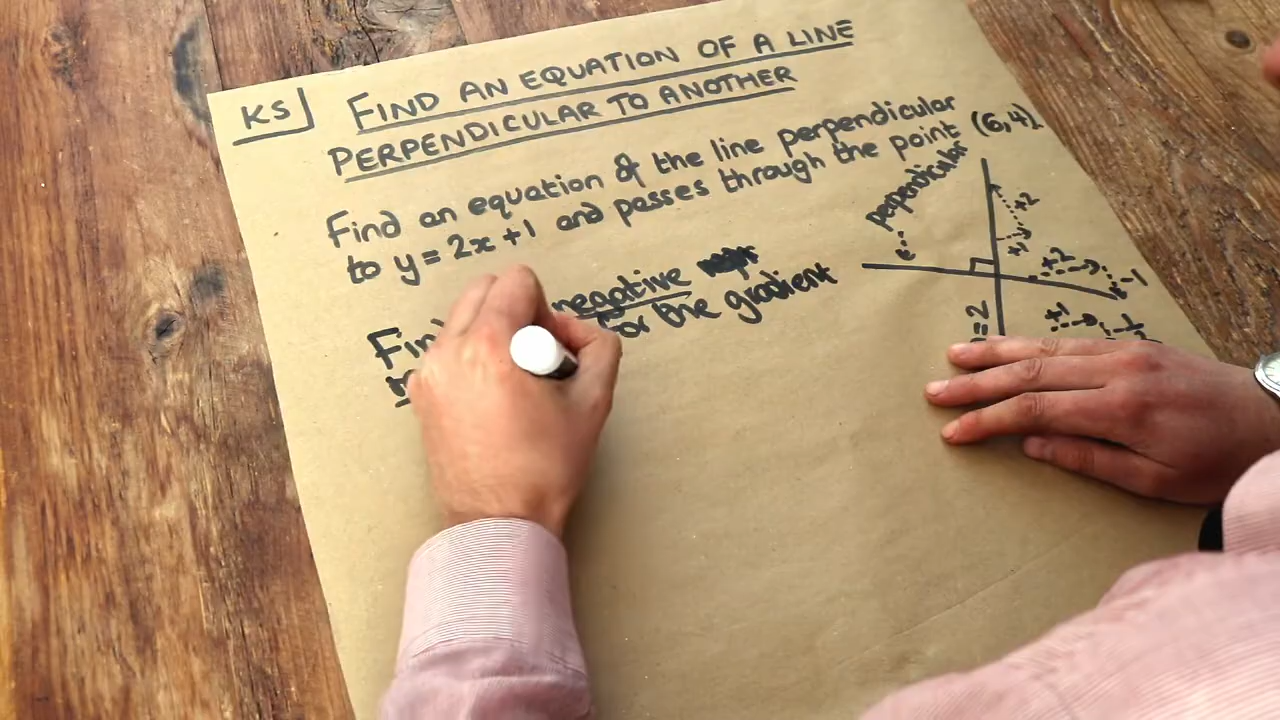 KS
FIND AN EQUATION OF A LINE
PERPENDICULAR TO ANOTHER
Find an equation of the line perpendicular
to y = 2x + 1 and passes through the point (6,4)
negative
for the gradient
perpendicular
+2
+1
+2
-1
=2
+1